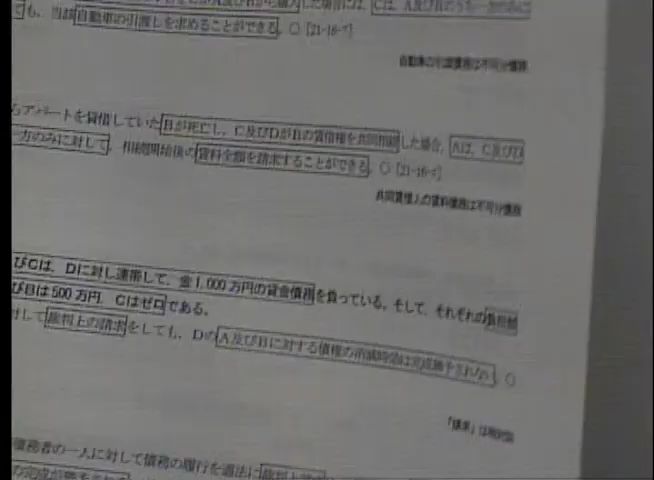 も、当該自動車の引渡しを求めることができる。○ [21-16-7]
自動車の引渡債務は不可分債務
らアパートを賃借していたBが死亡し、C及びDがBの賃借権を共同相続した場合、Aは、C及びD
一方のみに対して、相続開始後の賃料全額を請求することができる。○ [21-16-]
共同賃借人の賃料債務は不可分債務
びCは、Dに対し連帯して、金1,000万円の貸金債務を負っている。そして、それぞれの負担部
びBは500万円、Cはゼロである。
対して裁判上の請求をしても、DのA及びBに対する債権の消滅時効は完成猶予されない。○
「請求」は相対効
債務者の一人に対して債務の履行を適法に裁判上